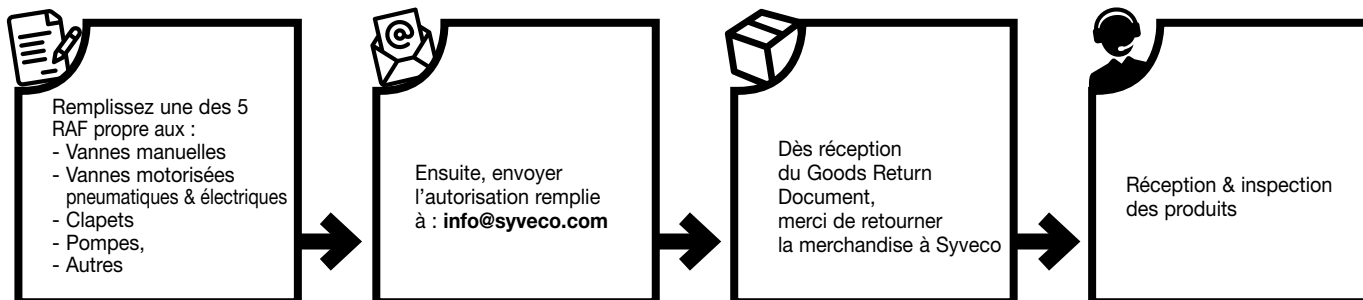 Remplissez une des 5
RAF propre aux :
- Vannes manuelles
- Vannes motorisées
pneumatiques & électriques
- Clapets
- Pompes,
- Autres
Ensuite, envoyer
l’autorisation remplie
à : info@syveco.com
Dès réception
du Goods Return
Document,
merci de retourner
la merchandise à Syveco
Réception & inspection
des produits